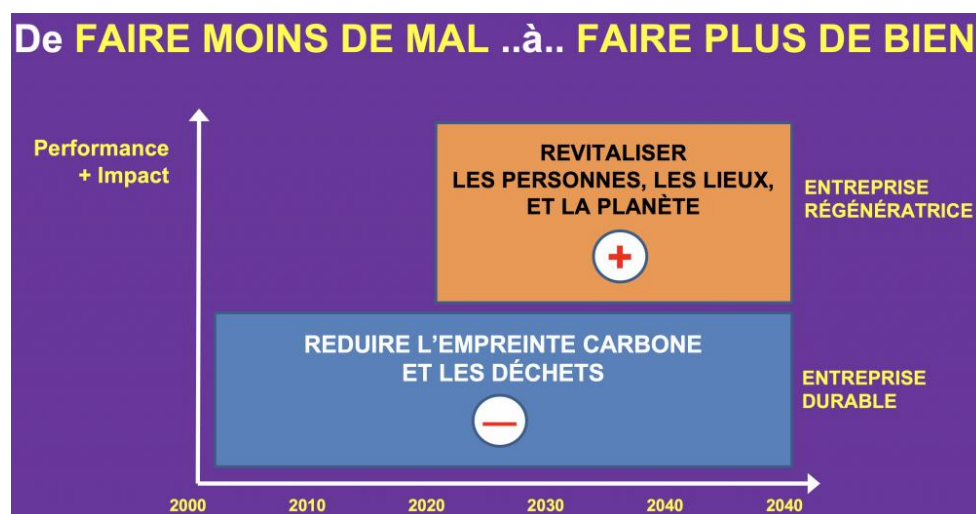 De FAIRE MOINS DE MAL ..à.. FAIRE PLUS DE BIEN
Performance
+ Impact
REVITALISER
LES PERSONNES, LES LIEUX,
ET LA PLANÈTE
+
ENTREPRISE
RÉGÉNÉRATRICE
REDUIRE L'EMPREINTE CARBONE
ET LES DÉCHETS
—
ENTREPRISE
DURABLE
2000 2010 2020 2030 2040 2040